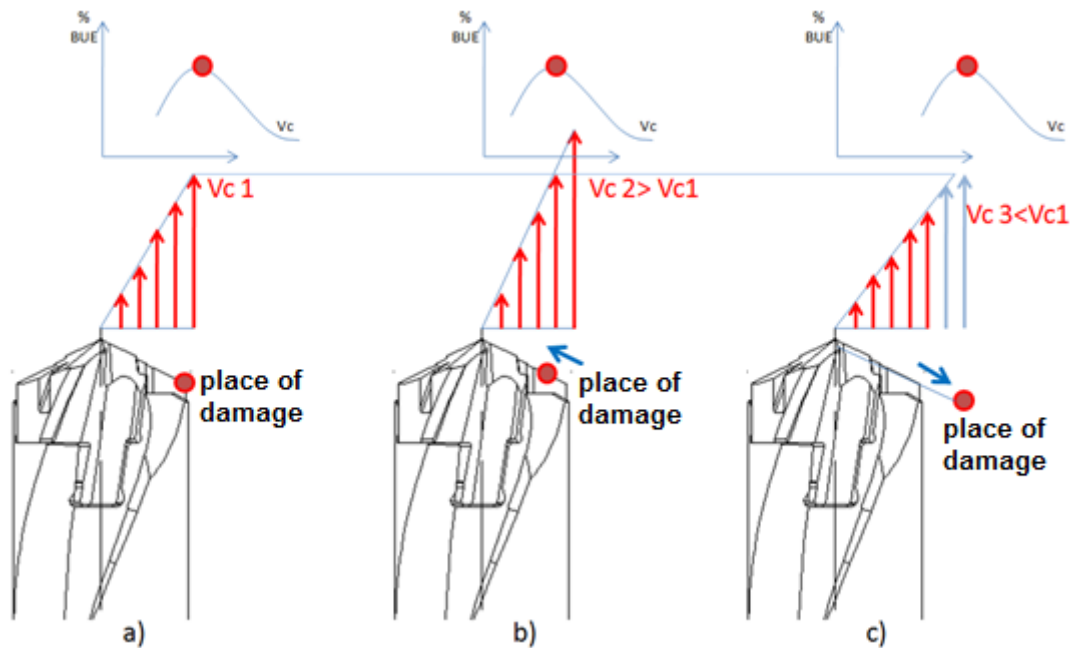 %
BUE
Vc
Vc 1
place of
damage
a)
%
BUE
Vc
Vc 2> Vc1
place of
damage
b)
%
BUE
Vc
Vc 3<Vc1
place of
damage
c)